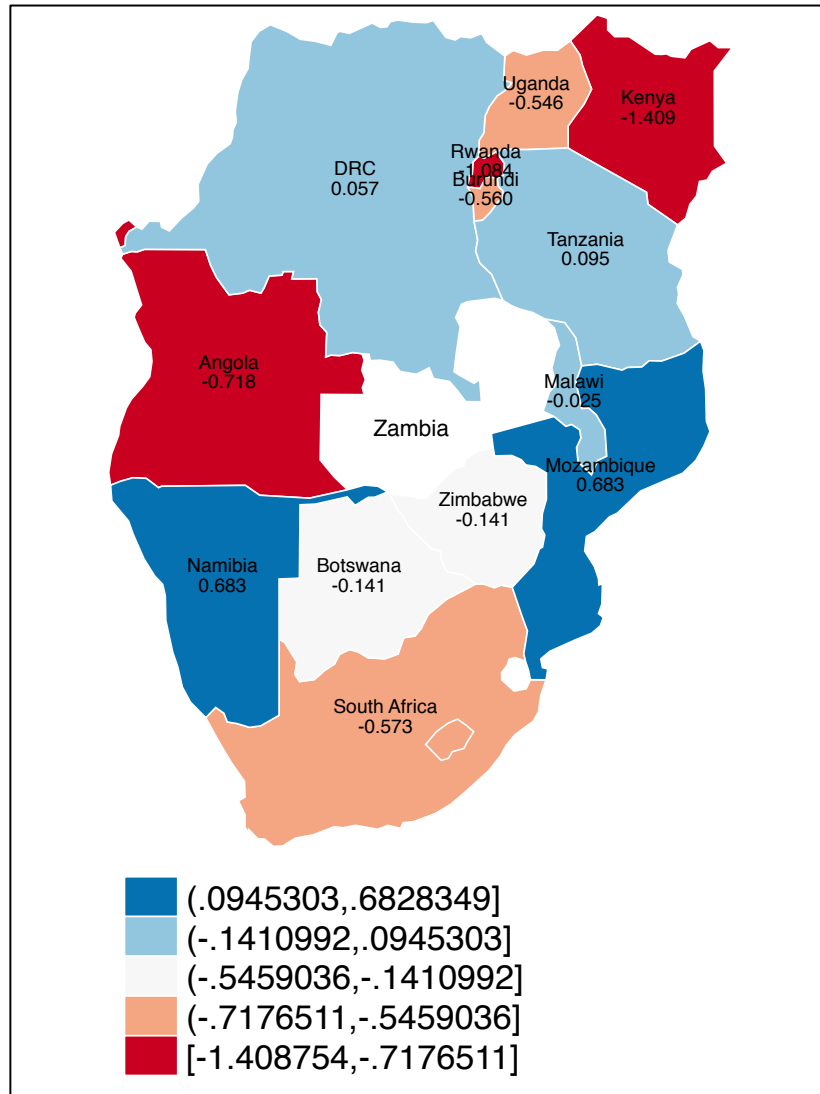 Uganda
-0.546
Kenya
-1.409
Rwanda
-1.084
Burundi
-0.560
DRC
0.057
Tanzania
0.095
Angola
-0.718
Malawi
-0.025
Zambia
Mozambique
0.683
Zimbabwe
-0.141
Namibia
0.683
Botswana
-0.141
South Africa
-0.573
(.0945303,.6828349]
(-.1410992,.0945303]
(-.5459036,-.1410992]
(-.7176511,-.5459036]
[-1.408754,-.7176511]